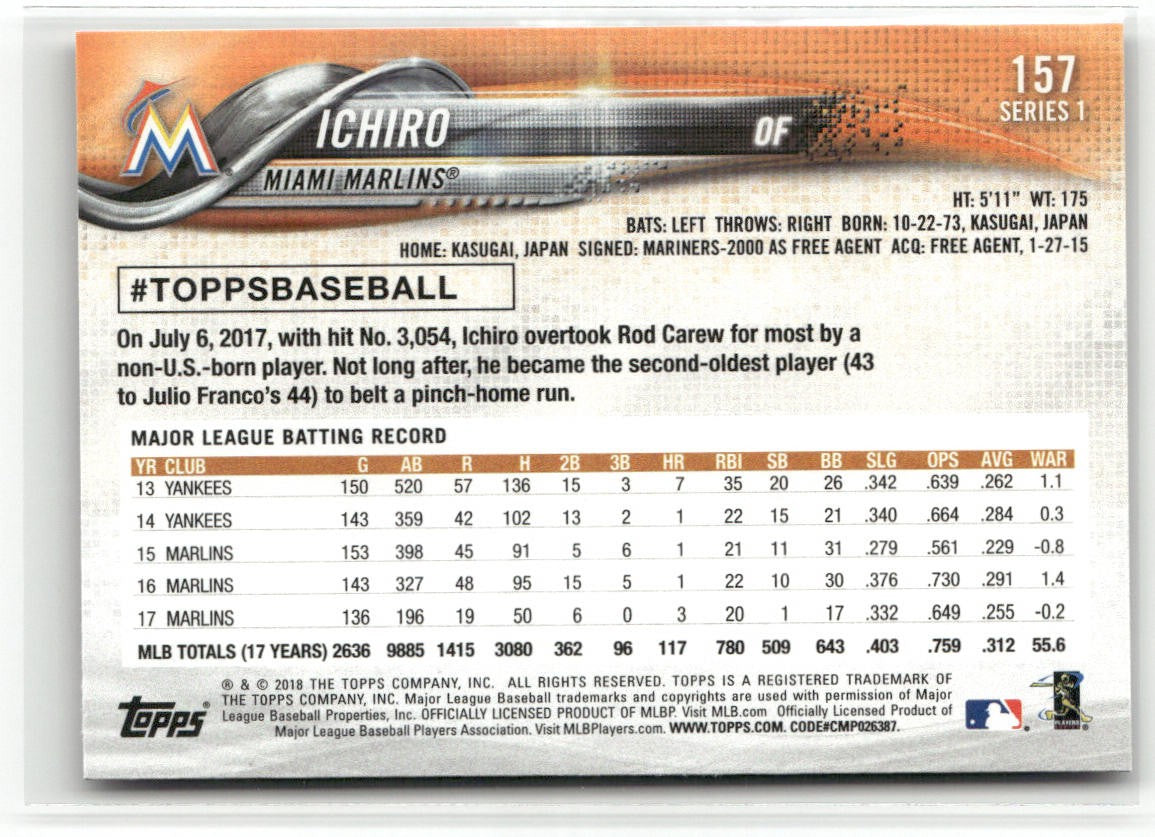 157
SERIES 1
ICHIRO OF
MIAMI MARLINS®
HT: 5'11" WT: 175
BATS: LEFT THROWS: RIGHT BORN: 10-22-73, KASUGAI, JAPAN
HOME: KASUGAI, JAPAN SIGNED: MARINERS-2000 AS FREE AGENT ACQ: FREE AGENT, 1-27-15
#TOPPSBASEBALL
On July 6, 2017, with hit No. 3,054, Ichiro overtook Rod Carew for most by a
non-U.S.-born player. Not long after, he became the second-oldest player (43
to Julio Franco's 44) to belt a pinch-home run.
MAJOR LEAGUE BATTING RECORD
YR CLUB G AB R H 2B 3B HR RBI SB BB SLG OPS AVG WAR
13 YANKEES 150 520 57 136 15 3 7 35 20 26 .342 .639 .262 1.1
14 YANKEES 143 359 42 102 13 2 1 22 15 21 .340 .664 .284 0.3
15 MARLINS 153 398 45 91 5 6 1 21 11 31 .279 .561 .229 -0.8
16 MARLINS 143 327 48 95 15 5 1 22 10 30 .376 .730 .291 1.4
17 MARLINS 136 196 19 50 6 0 3 20 1 17 .332 .649 .255 -0.2
MLB TOTALS (17 YEARS) 2636 9885 1415 3080 362 96 117 780 509 643 .403 .759 .312 55.6
® & © 2018 THE TOPPS COMPANY, INC. ALL RIGHTS RESERVED. TOPPS IS A REGISTERED TRADEMARK OF
THE TOPPS COMPANY, INC. Major League Baseball trademarks and copyrights are used with permission of Major
League Baseball Properties, Inc. OFFICIALLY LICENSED PRODUCT OF MLBP. Visit MLB.com Officially Licensed Product of
Major League Baseball Players Association. Visit MLBPlayers.com. WWW.TOPPS.COM. CODE#CMP026387.
Topps®
PLAYERS